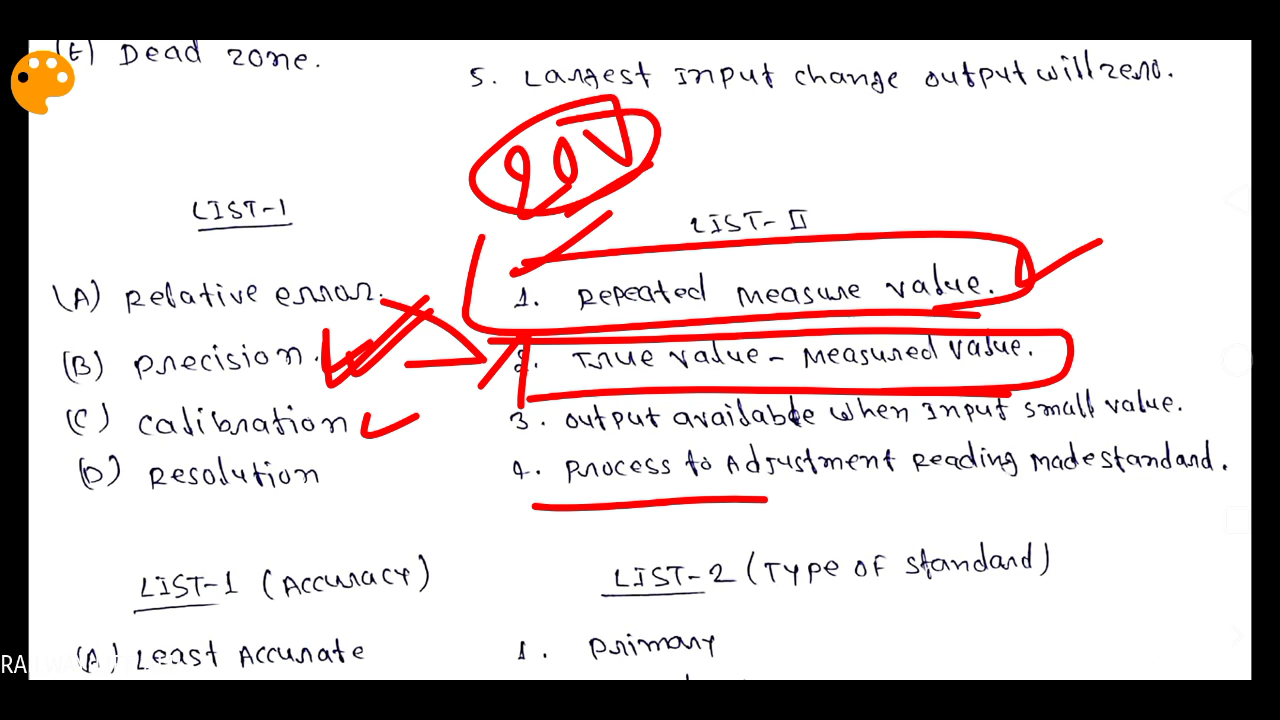 (E) Dead zone.
5. Largest Input change output will zero.
20V
LIST-1
LIST-II
(A) Relative error.
1. Repeated measure value.
(B) Precision.
2. True value - Measured value.
(C) Calibration
3. Output available when Input small value.
(D) Resolution
4. Process to Adjustment Reading made standard.
LIST-1 (Accuracy)
LIST-2 (Type of standard)
(A) Least Accurate
1. Primary